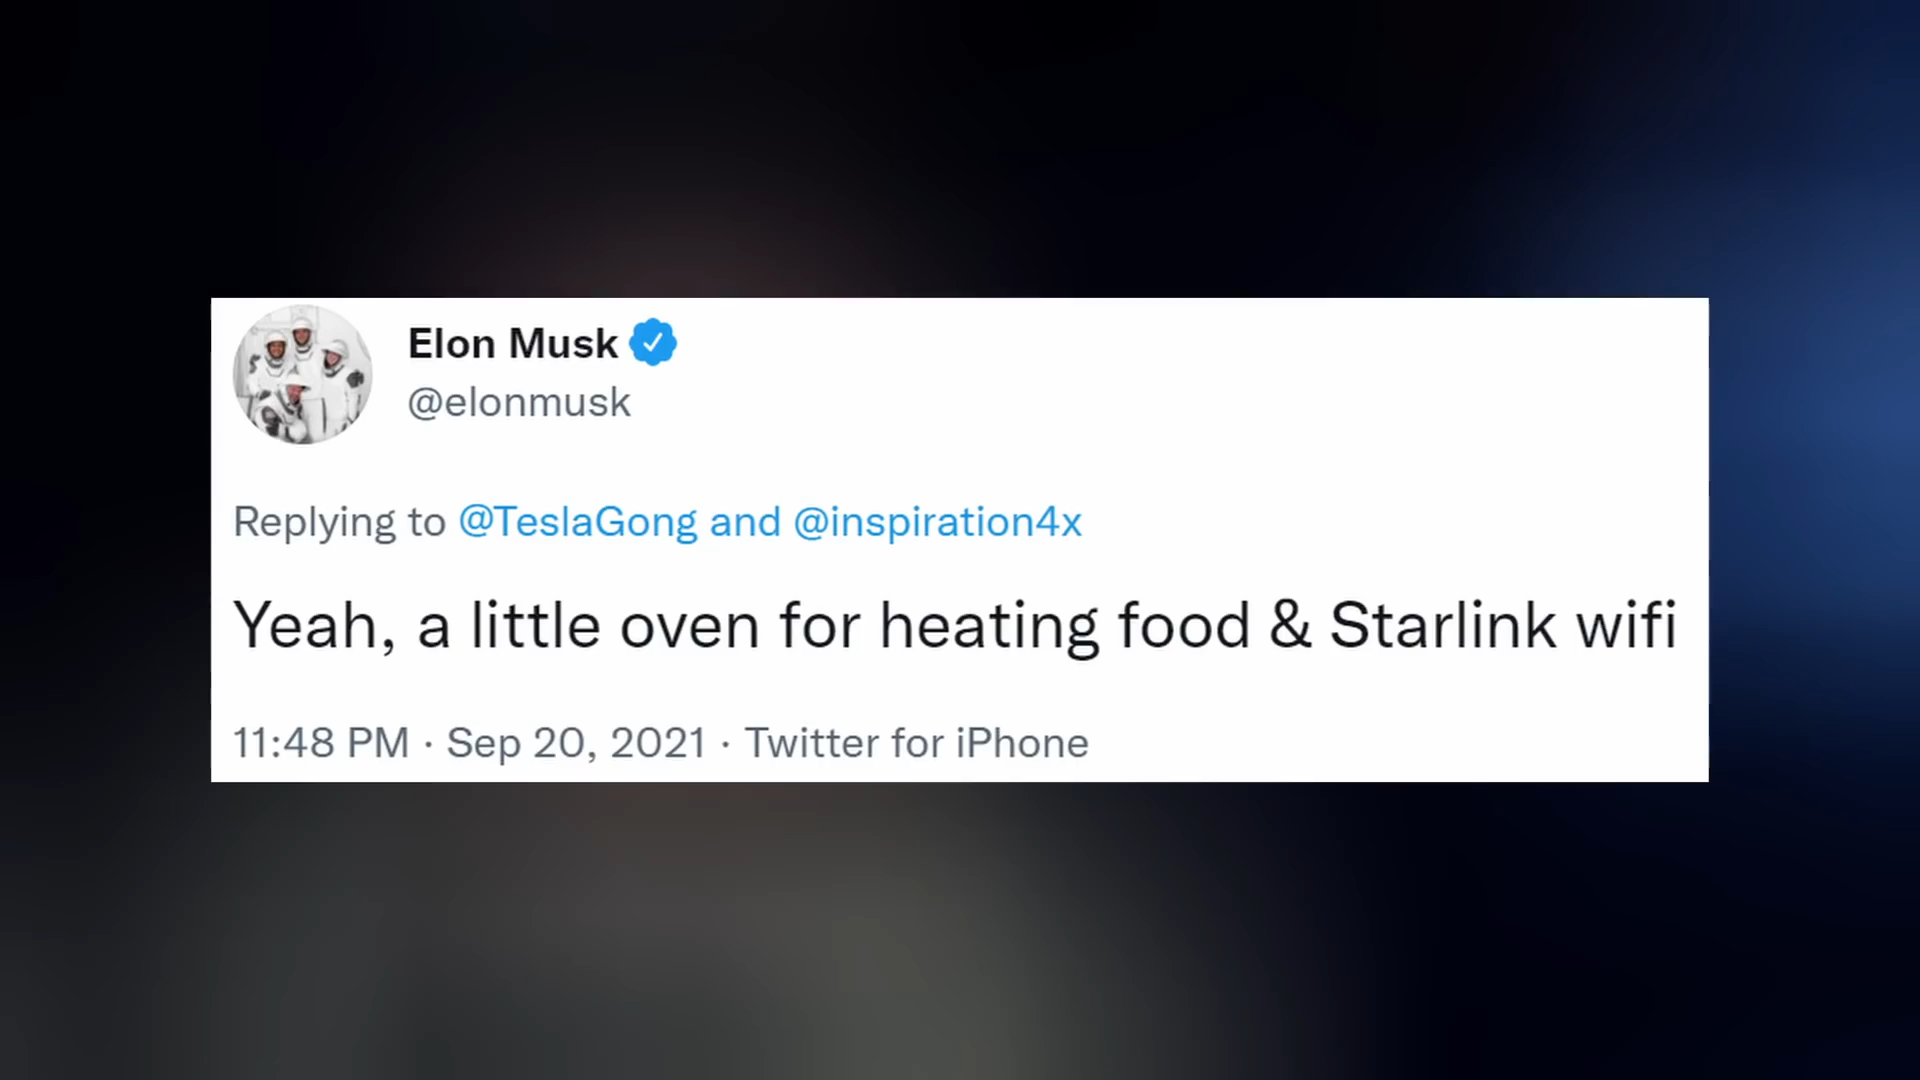 Elon Musk
@elonmusk
Replying to @TeslaGong and @inspiration4x
Yeah, a little oven for heating food & Starlink wifi
11:48 PM · Sep 20, 2021 · Twitter for iPhone